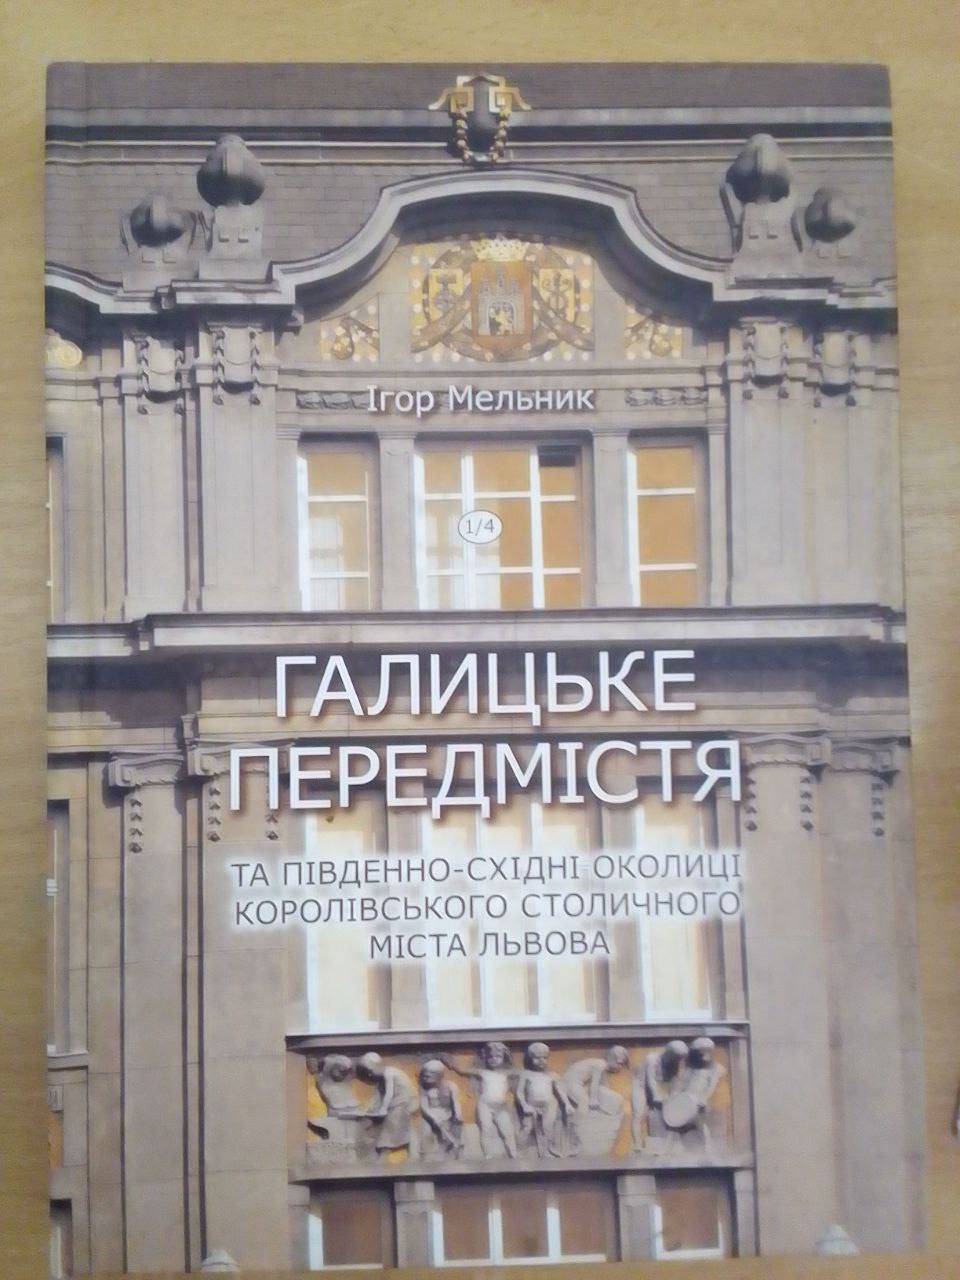 Ігор Мельник
1/4
ГАЛИЦЬКЕ
ПЕРЕДМІСТЯ
ТА ПІВДЕННО-СХІДНІ ОКОЛИЦІ
КОРОЛІВСЬКОГО СТОЛИЧНОГО
МІСТА ЛЬВОВА